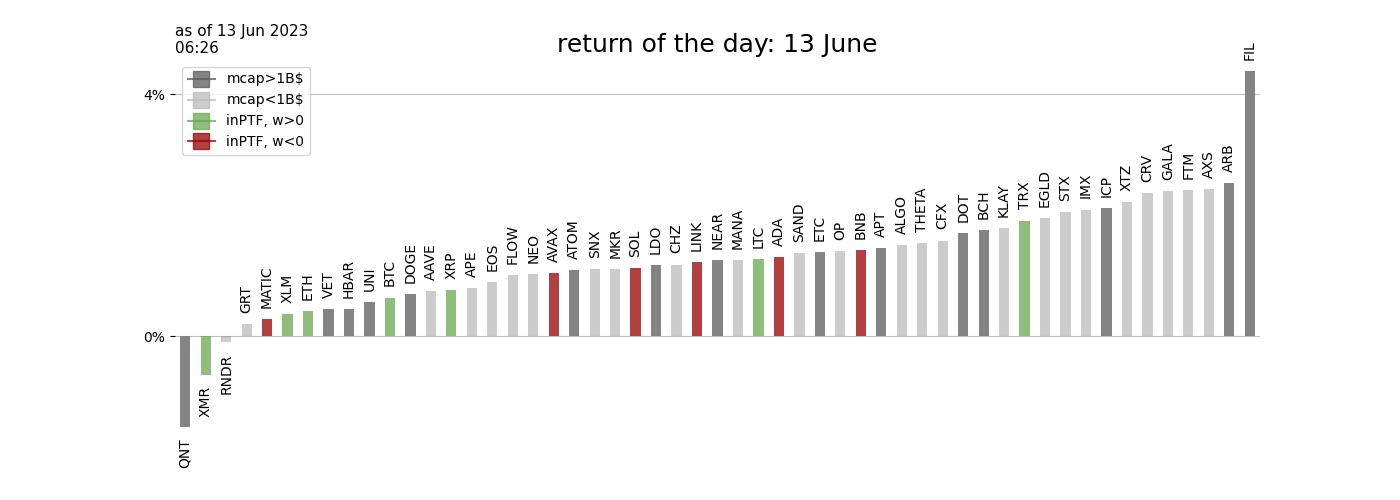 as of 13 Jun 2023
06:26
return of the day: 13 June
mcap>1B$
mcap<1B$
inPTF, w>0
inPTF, w<0
4%
0%
QNT
XMR
RNDR
GRT
MATIC
XLM
ETH
VET
HBAR
UNI
BTC
DOGE
AAVE
XRP
APE
EOS
FLOW
NEO
AVAX
ATOM
SNX
MKR
SOL
LDO
CHZ
LINK
NEAR
MANA
LTC
ADA
SAND
ETC
OP
BNB
APT
ALGO
THETA
CFX
DOT
BCH
KLAY
TRX
EGLD
STX
IMX
ICP
XTZ
CRV
GALA
FTM
AXS
ARB
FIL